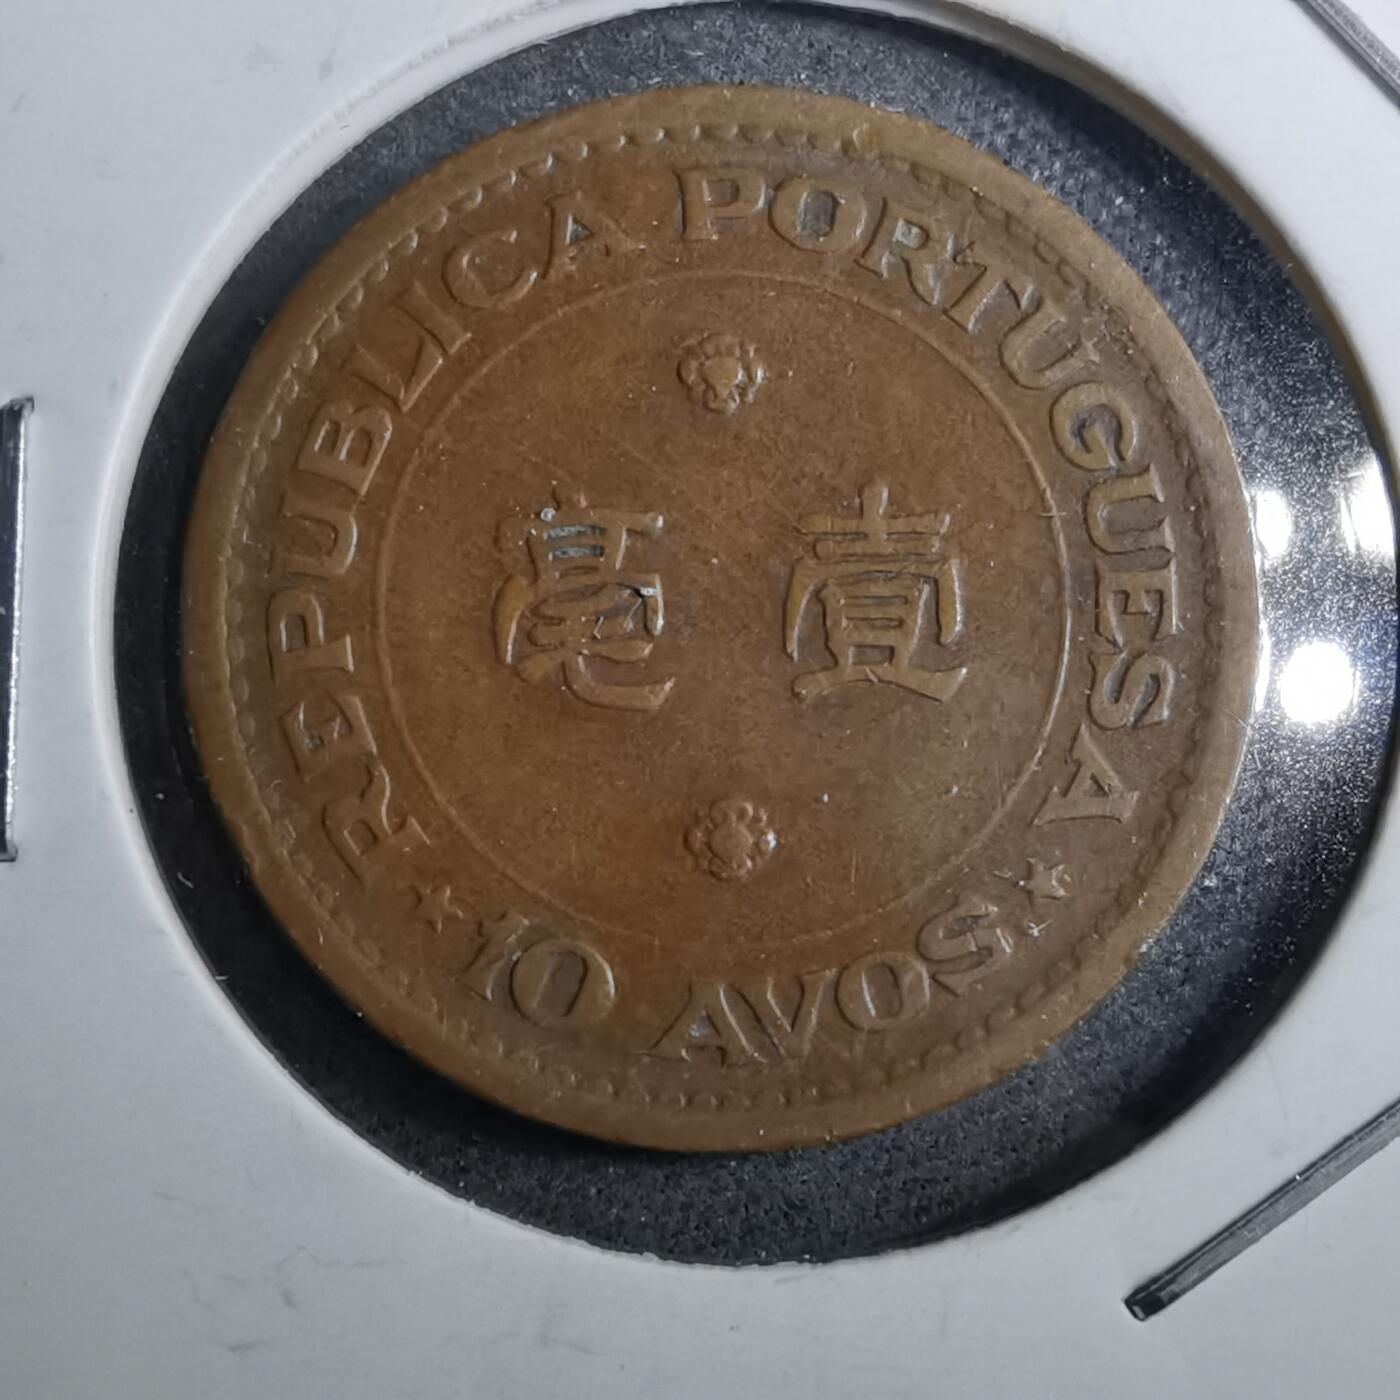 REPUBLICA PORTUGUESA
壹毫
★ 10 AVOS ★